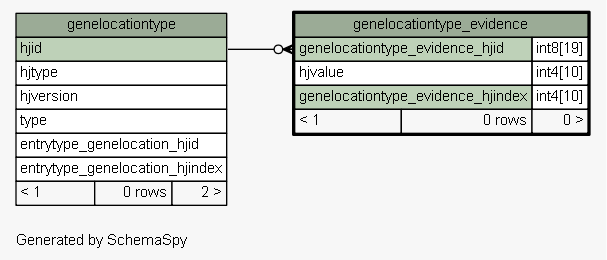 genelocationtype
hjid
hjtype
hjversion
type
entrytype_genelocation_hjid
entrytype_genelocation_hjindex
< 1 0 rows 2 >
genelocationtype_evidence
genelocationtype_evidence_hjid int8[19]
hjvalue int4[10]
genelocationtype_evidence_hjindex int4[10]
< 1 0 rows 0 >
Generated by SchemaSpy